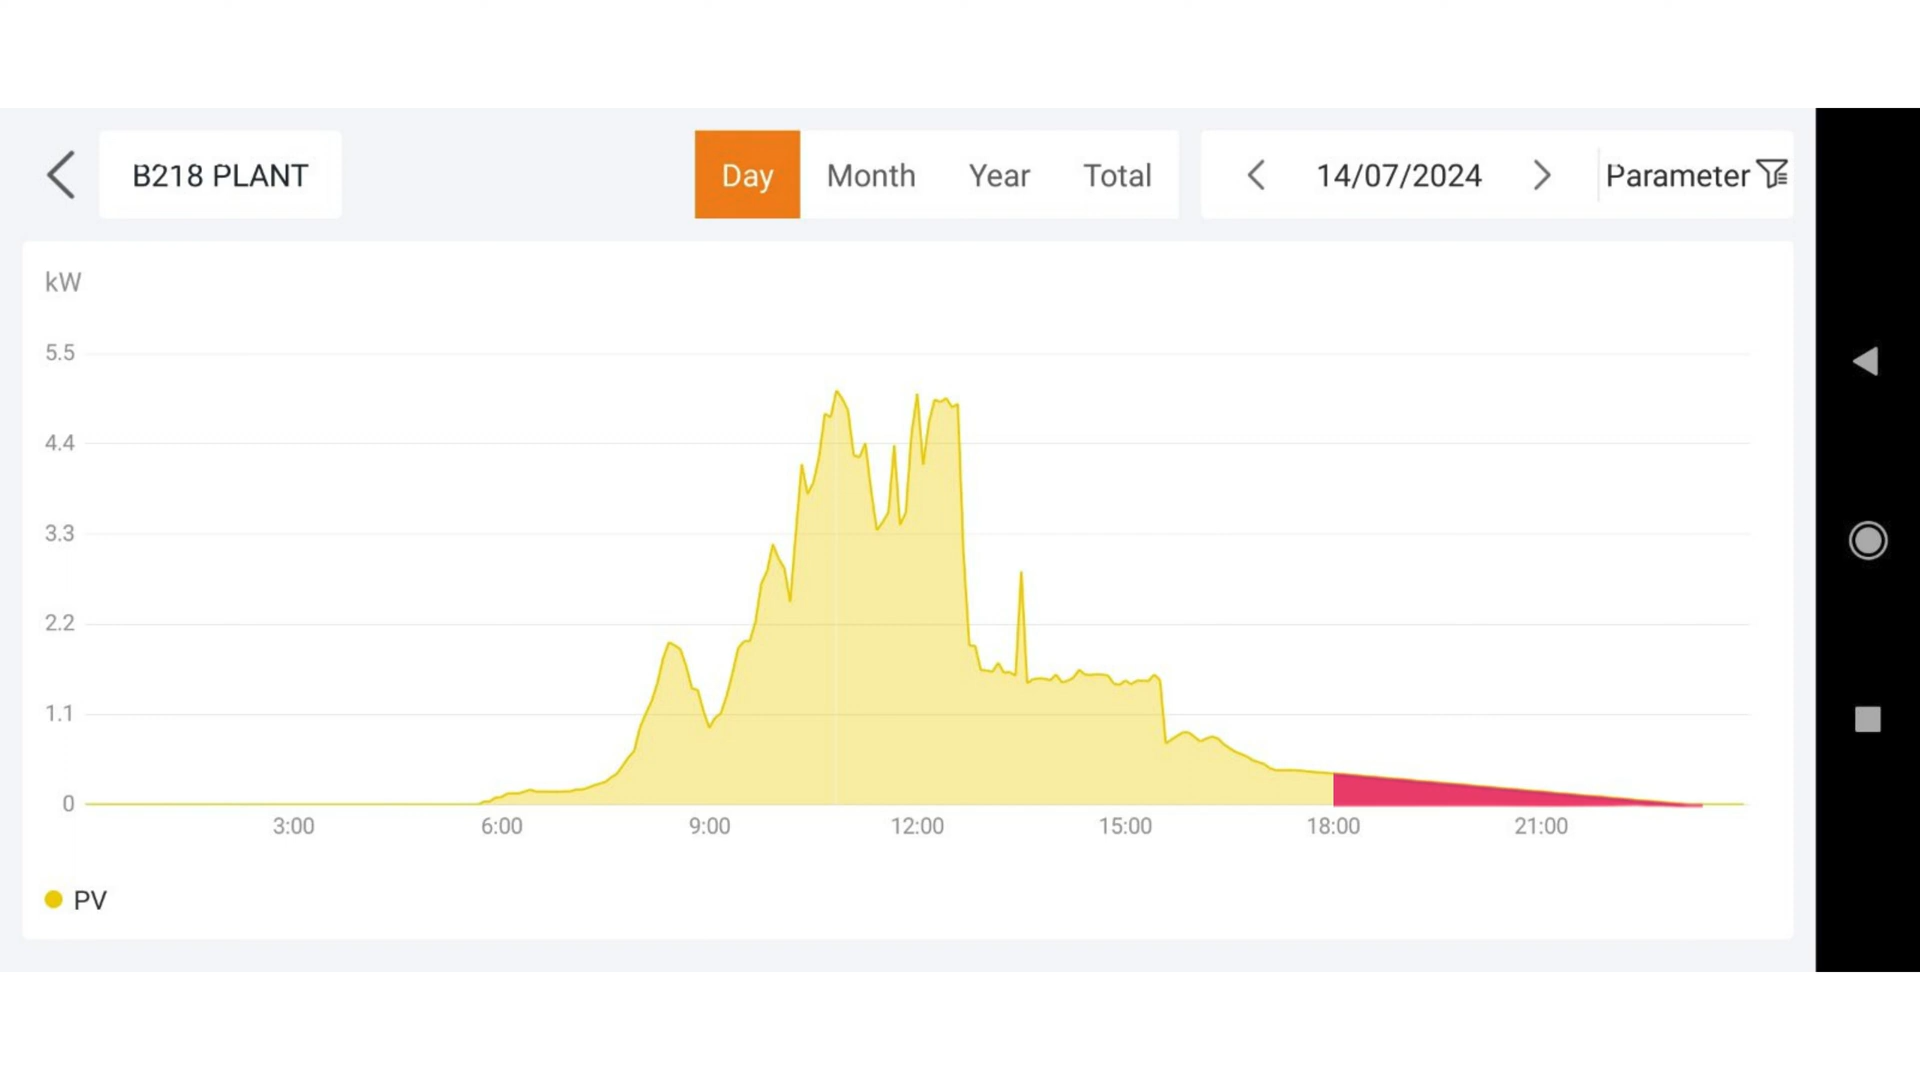 B218 PLANT
Day Month Year Total
14/07/2024
Parameter
kW
5.5
4.4
3.3
2.2
1.1
0
3:00 6:00 9:00 12:00 15:00 18:00 21:00
PV